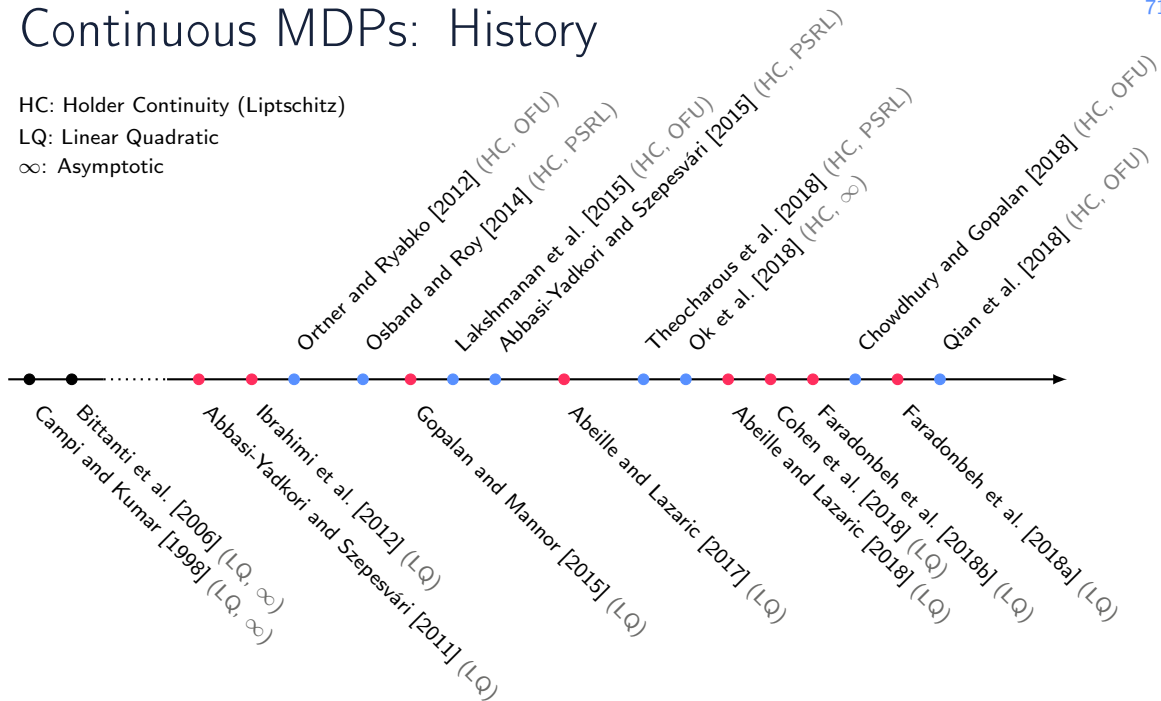 Continuous MDPs: History
71
HC: Holder Continuity (Liptschitz)
LQ: Linear Quadratic
∞: Asymptotic
Ortner and Ryabko [2012] (HC, OFU)
Osband and Roy [2014] (HC, PSRL)
Lakshmanan et al. [2015] (HC, OFU)
Abbasi-Yadkori and Szepesvári [2015] (HC, PSRL)
Theocharous et al. [2018] (HC, PSRL)
Ok et al. [2018] (HC, ∞)
Chowdhury and Gopalan [2018] (HC, OFU)
Qian et al. [2018] (HC, OFU)
Campi and Kumar [1998] (LQ, ∞)
Bittanti et al. [2006] (LQ, ∞)
Abbasi-Yadkori and Szepesvári [2011] (LQ)
Ibrahimi et al. [2012] (LQ)
Gopalan and Mannor [2015] (LQ)
Abeille and Lazaric [2017] (LQ)
Abeille and Lazaric [2018] (LQ)
Cohen et al. [2018] (LQ)
Faradonbeh et al. [2018b] (LQ)
Faradonbeh et al. [2018a] (LQ)